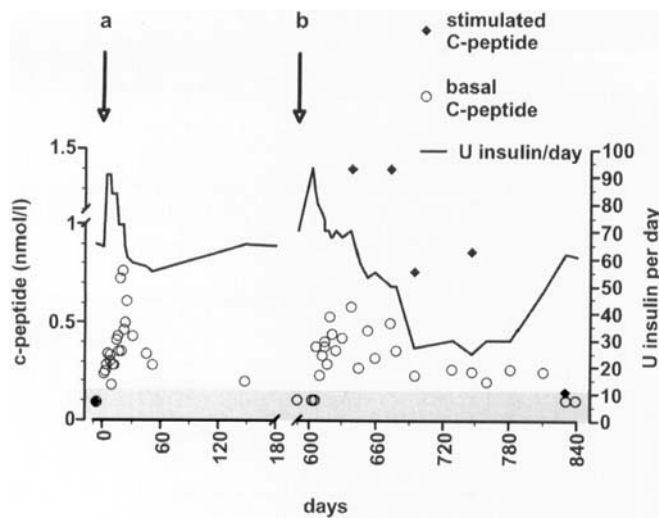 a
b
stimulated
C-peptide
basal
C-peptide
U insulin/day
c-peptide (nmol/l)
1.5
1
0.5
0
U insulin per day
100
90
80
70
60
50
40
30
20
10
0
0
60
120
180
600
660
720
780
840
days